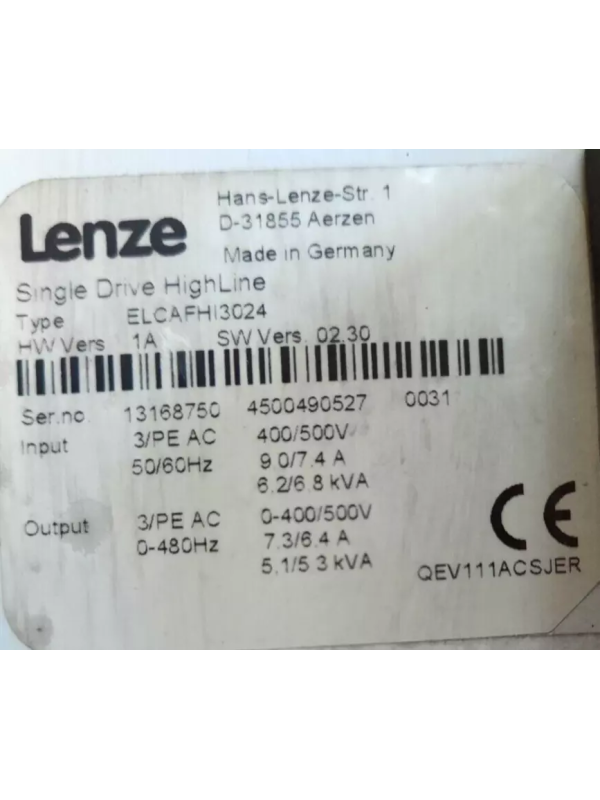 Lenze
Hans-Lenze-Str. 1
D-31855 Aerzen
Made in Germany
Single Drive HighLine
Type ELCAFHI3024
HW Vers 1A SW Vers. 02.30
Ser.no. 13168750 4500490527 0031
Input 3/PE AC 400/500V
50/60Hz 9.0/7.4 A
6.2/6.8 kVA
Output 3/PE AC 0-400/500V
0-480Hz 7.3/6.4 A
5.1/5.3 kVA
CE
QEV111ACSJER